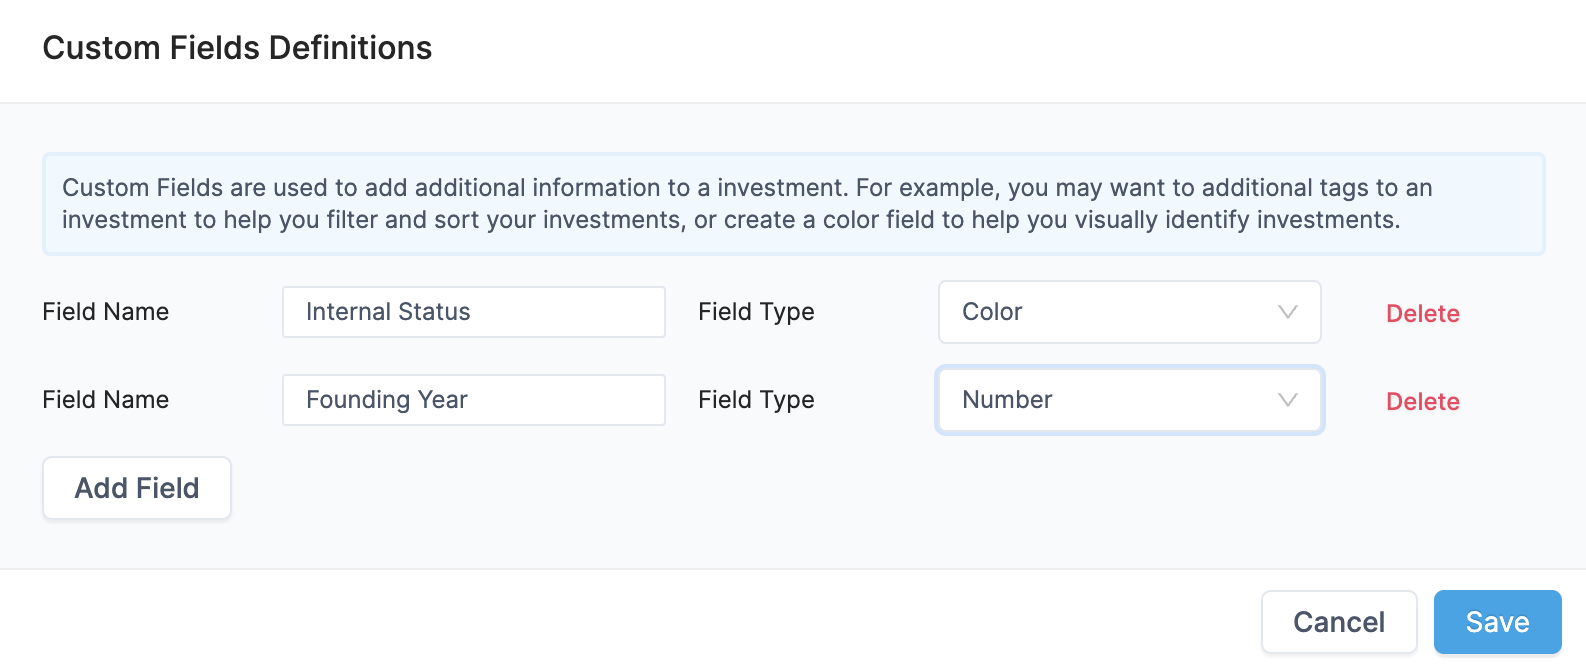 Custom Fields Definitions
Custom Fields are used to add additional information to a investment. For example, you may want to additional tags to an
investment to help you filter and sort your investments, or create a color field to help you visually identify investments.
Field Name Internal Status Field Type Color Delete
Field Name Founding Year Field Type Number Delete
Add Field
Cancel Save